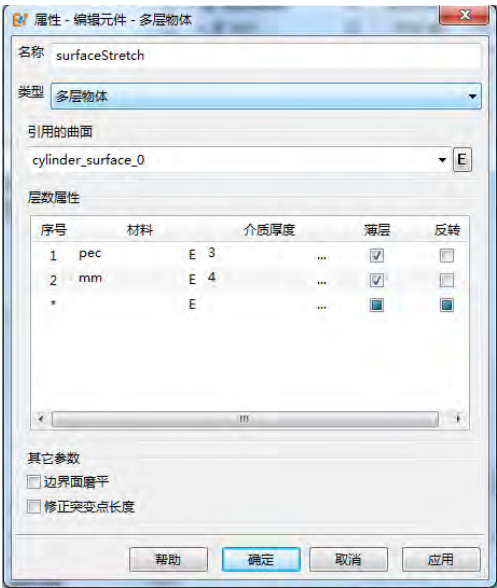 属性 - 编辑元件 - 多层物体
名称 surfaceStretch
类型 多层物体
引用的曲面
cylinder_surface_0 E
层数属性
序号 材料 介质厚度 薄层 反转
1 pec E 3 ...
2 mm E 4 ...
* E ...
其它参数
边界面磨平
修正突变点长度
帮助 确定 取消 应用